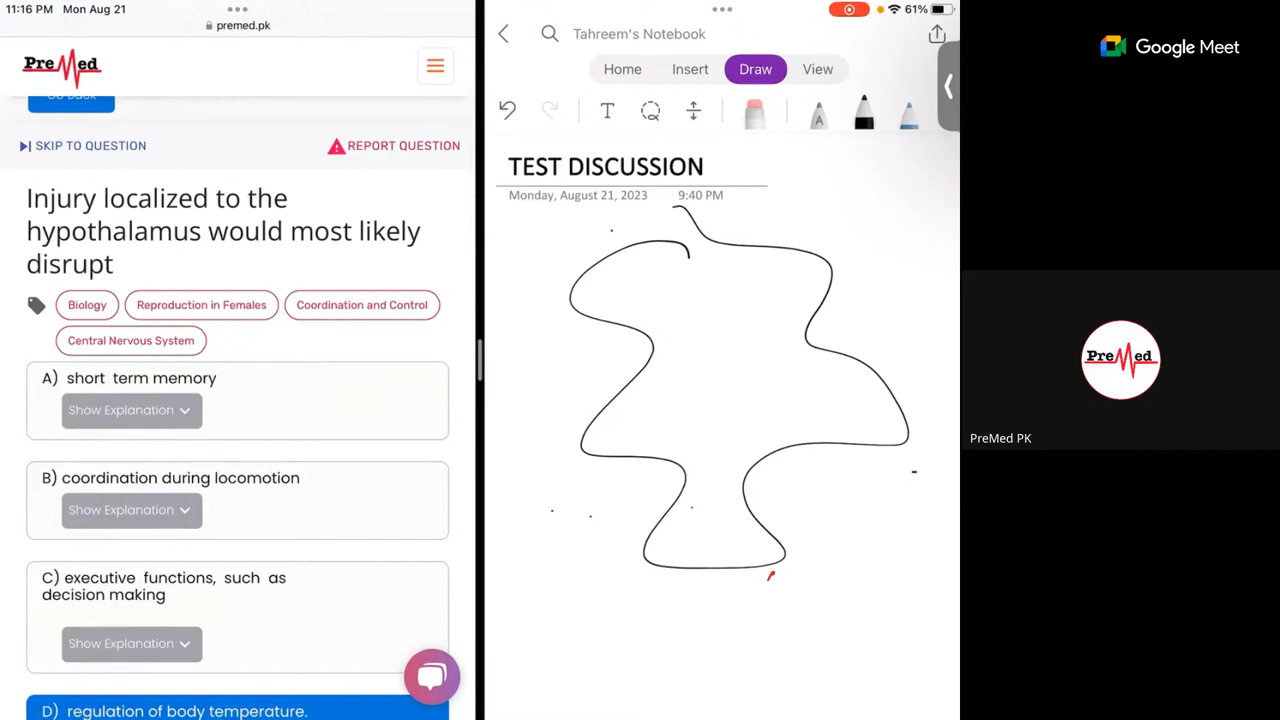 11:16 PM Mon Aug 21
premed.pk
PreMed
Go Back
SKIP TO QUESTION
REPORT QUESTION
Injury localized to the
hypothalamus would most likely
disrupt
Biology
Reproduction in Females
Coordination and Control
Central Nervous System
A) short term memory
Show Explanation
B) coordination during locomotion
Show Explanation
C) executive functions, such as
decision making
Show Explanation
D) regulation of body temperature.
61%
Tahreem's Notebook
Home
Insert
Draw
View
T
A
TEST DISCUSSION
Monday, August 21, 2023 9:40 PM
Google Meet
PreMed
PreMed PK